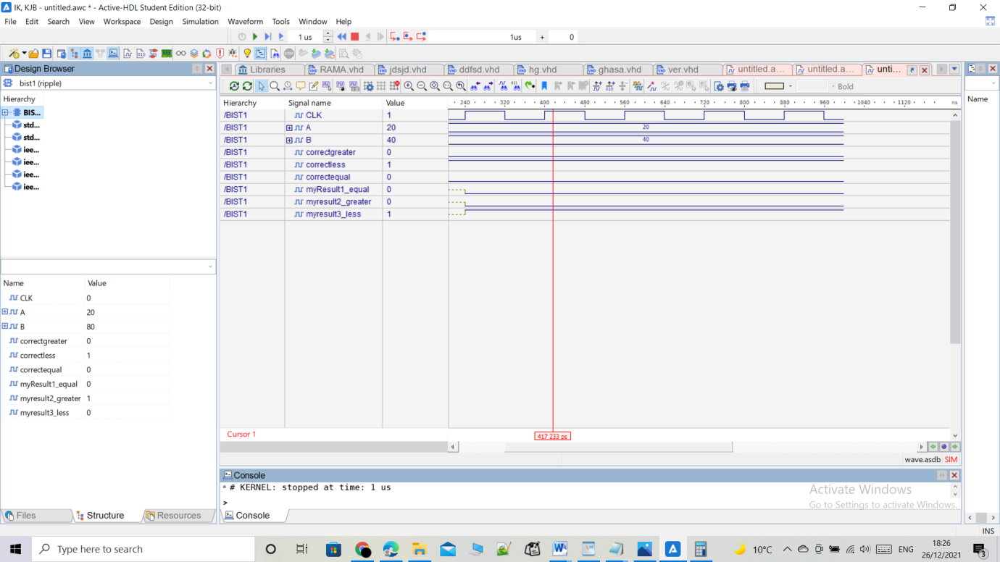 IK, KJB - untitled.awc * - Active-HDL Student Edition (32-bit)
File Edit Search View Workspace Design Simulation Waveform Tools Window Help
1 us 1us + 0
Design Browser
bist1 (ripple)
Hierarchy
BIS...
std...
std...
iee...
iee...
iee...
iee...
Name Value
CLK 0
A 20
B 80
correctgreater 0
correctless 1
correctequal 0
myResult1_equal 0
myresult2_greater 1
myresult3_less 0
Files Structure Resources
Libraries RAMA.vhd jdsjd.vhd ddfsd.vhd hg.vhd ghasa.vhd ver.vhd untitled.a... untitled.a... unti...
Bold
Hierarchy Signal name Value 240 320 400 480 560 640 720 800 880 960 1040 1120 ns
/BIST1 CLK 1
/BIST1 A 20 20
/BIST1 B 40 40
/BIST1 correctgreater 0
/BIST1 correctless 1
/BIST1 correctequal 0
/BIST1 myResult1_equal 0
/BIST1 myresult2_greater 0
/BIST1 myresult3_less 1
Cursor 1 417 233 ps
wave.asdb SIM
Console
# KERNEL: stopped at time: 1 us
>
Console
Name
Activate Windows
Go to Settings to activate Windows.
INS
Type here to search
10°C ENG 18:26
26/12/2021
3